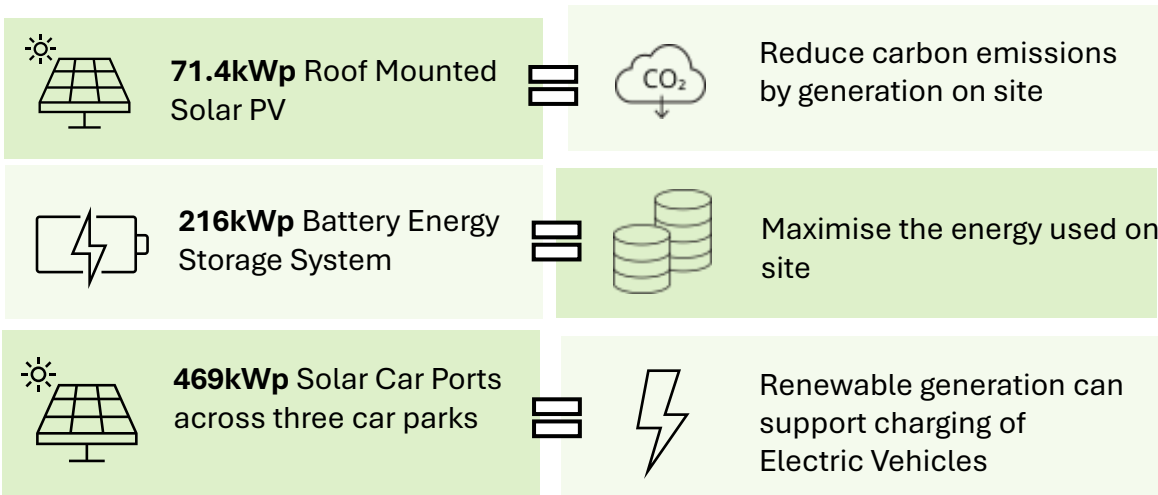 71.4kWp Roof Mounted
Solar PV
CO₂
Reduce carbon emissions
by generation on site
216kWp Battery Energy
Storage System
Maximise the energy used on
site
469kWp Solar Car Ports
across three car parks
Renewable generation can
support charging of
Electric Vehicles